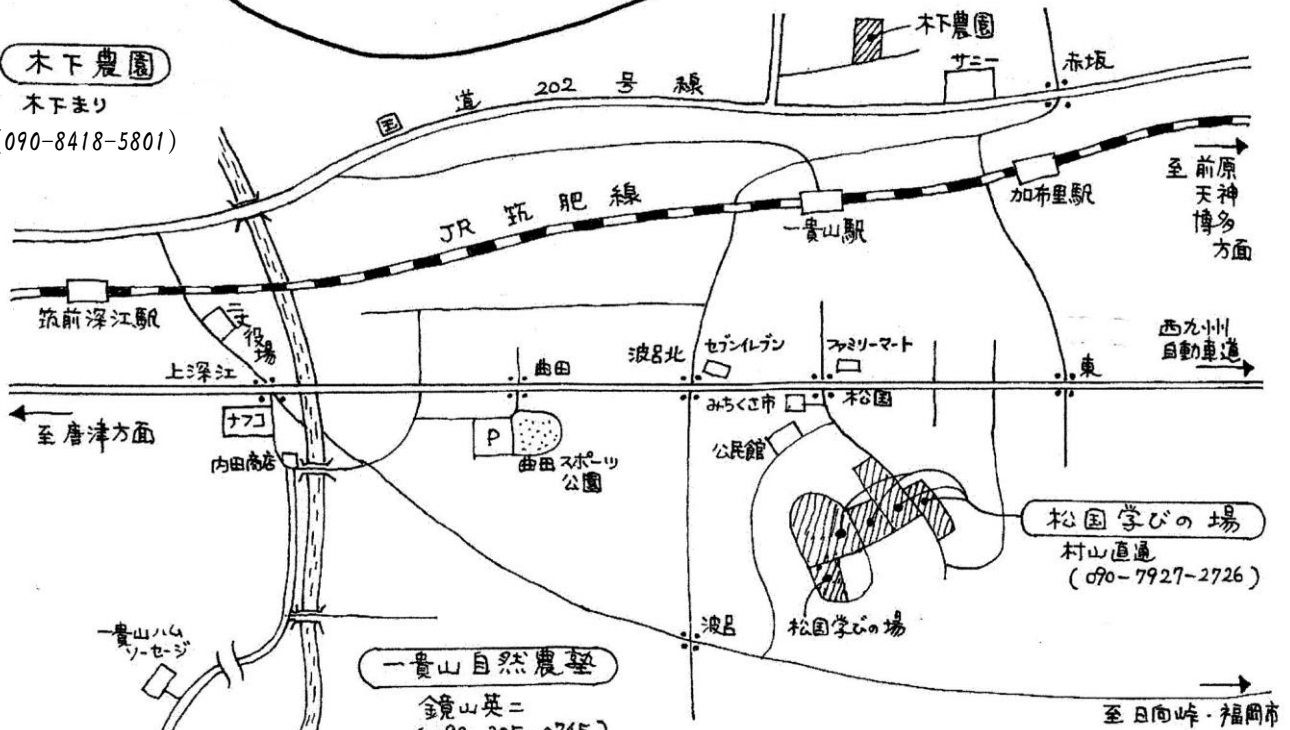 木下農園
木下まり
(090-8418-5801)
木下農園
サニー
赤坂
国道 202 号線
至 前原
天神
博多
方面
加布里駅
一貴山駅
JR 筑肥線
筑前深江駅
二丈
役場
上深江
曲田
波呂北
セブンイレブン
ファミリーマート
西九州
自動車道
東
至 唐津方面
ナフコ
内田商店
P
曲田スポーツ
公園
みちくさ市
松国
公民館
松国学びの場
村山直通
(090-7927-2726)
松国学びの場
波呂
一貴山ハム
ソーセージ
一貴山自然農塾
鏡山英二
至 日向峠・福岡市